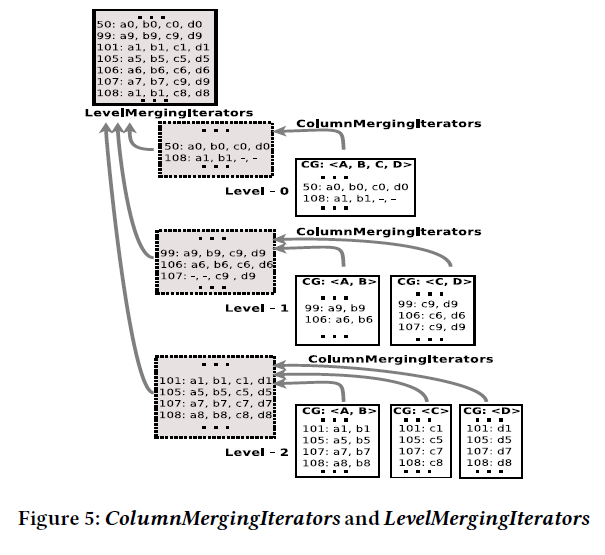 50: a0, b0, c0, d0
99: a9, b9, c9, d9
101: a1, b1, c1, d1
105: a5, b5, c5, d5
106: a6, b6, c6, d6
107: a7, b7, c9, d9
108: a1, b1, c8, d8
LevelMergingIterators
ColumnMergingIterators
50: a0, b0, c0, d0
108: a1, b1, -, -
CG: <A, B, C, D>
50: a0, b0, c0, d0
108: a1, b1, -, -
Level - 0
ColumnMergingIterators
99: a9, b9, c9, d9
106: a6, b6, c6, d6
107: -, -, c9 , d9
CG: <A, B>
99: a9, b9
106: a6, b6
CG: <C, D>
99: c9, d9
106: c6, d6
107: c9, d9
Level - 1
ColumnMergingIterators
101: a1, b1, c1, d1
105: a5, b5, c5, d5
107: a7, b7, c7, d7
108: a8, b8, c8, d8
CG: <A, B>
101: a1, b1
105: a5, b5
107: a7, b7
108: a8, b8
CG: <C>
101: c1
105: c5
107: c7
108: c8
CG: <D>
101: d1
105: d5
107: d7
108: d8
Level - 2
Figure 5: ColumnMergingIterators and LevelMergingIterators